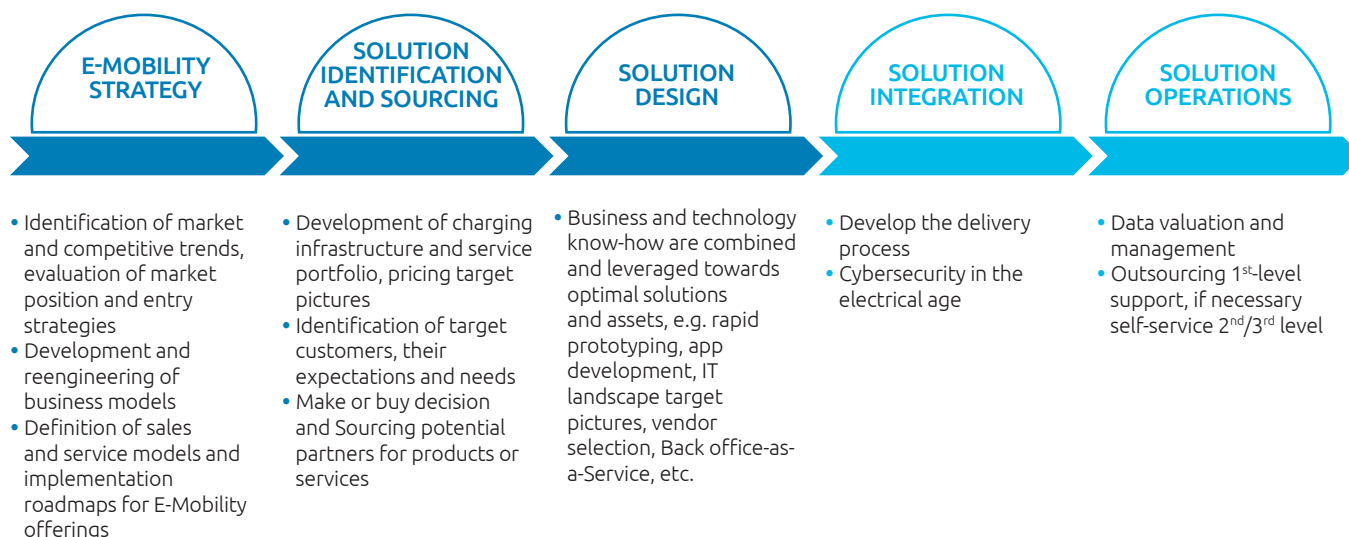 E-MOBILITY
STRATEGY
SOLUTION
IDENTIFICATION
AND SOURCING
SOLUTION
DESIGN
SOLUTION
INTEGRATION
SOLUTION
OPERATIONS
• Identification of market
and competitive trends,
evaluation of market
position and entry
strategies
• Development and
reengineering of
business models
• Definition of sales
and service models and
implementation
roadmaps for E-Mobility
offerings
• Development of charging
infrastructure and service
portfolio, pricing target
pictures
• Identification of target
customers, their
expectations and needs
• Make or buy decision
and Sourcing potential
partners for products or
services
• Business and technology
know-how are combined
and leveraged towards
optimal solutions
and assets, e.g. rapid
prototyping, app
development, IT
landscape target
pictures, vendor
selection, Back office-as-
a-Service, etc.
• Develop the delivery
process
• Cybersecurity in the
electrical age
• Data valuation and
management
• Outsourcing 1st-level
support, if necessary
self-service 2nd/3rd level